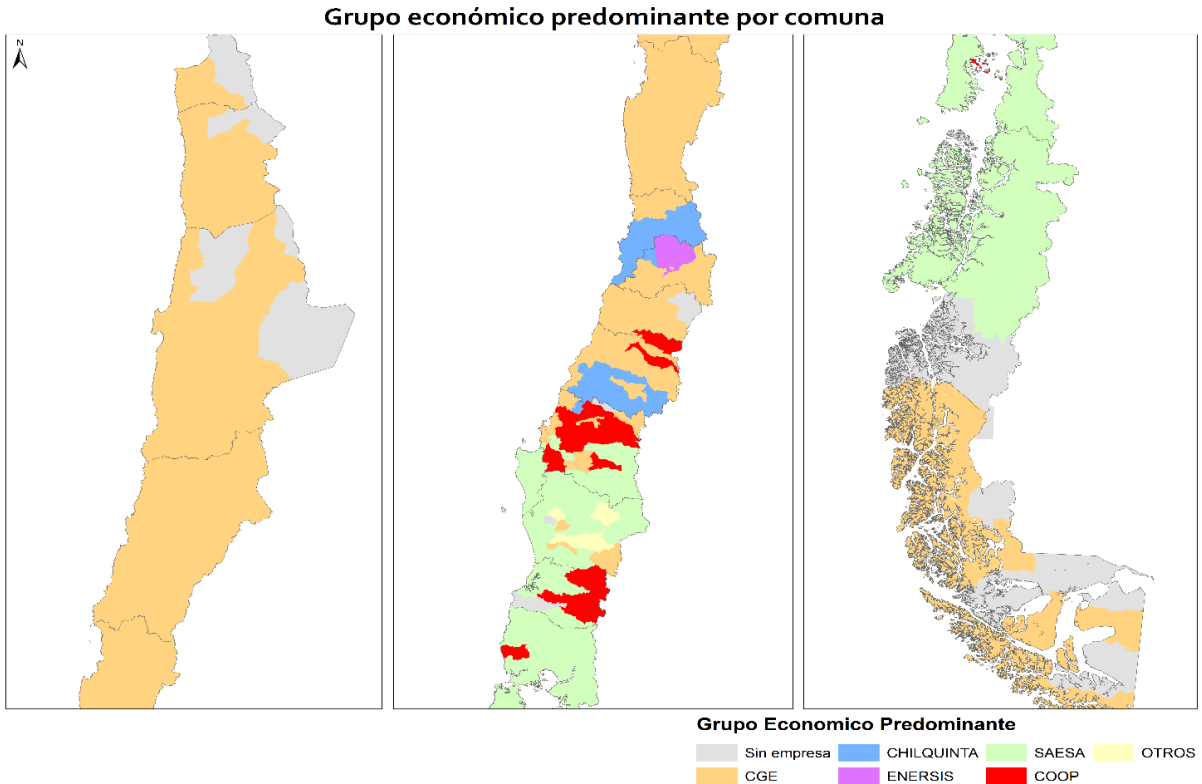 Grupo económico predominante por comuna
N
Grupo Economico Predominante
Sin empresa CHILQUINTA SAESA OTROS
CGE ENERSIS COOP